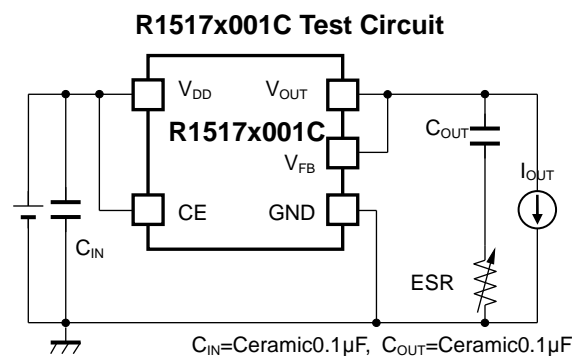 R1517x001C Test Circuit
VDD VOUT
R1517x001C
COUT
VFB
IOUT
CE GND
CIN
ESR
CIN=Ceramic0.1μF, COUT=Ceramic0.1μF